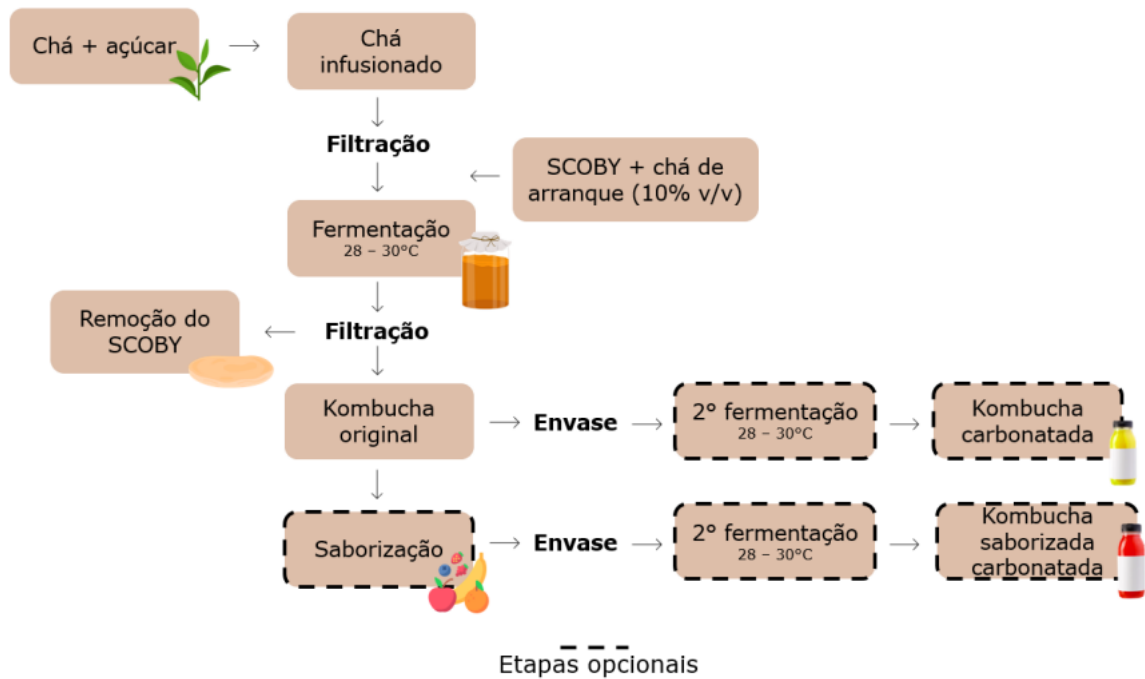 Chá + açúcar
Chá
infusionado
Filtração
SCOBY + chá de
arranque (10% v/v)
Fermentação
28 – 30°C
Remoção do
SCOBY
Filtração
Kombucha
original
Envase
2° fermentação
28 – 30°C
Kombucha
carbonatada
Saborização
Envase
2° fermentação
28 – 30°C
Kombucha
saborizada
carbonatada
Etapas opcionais